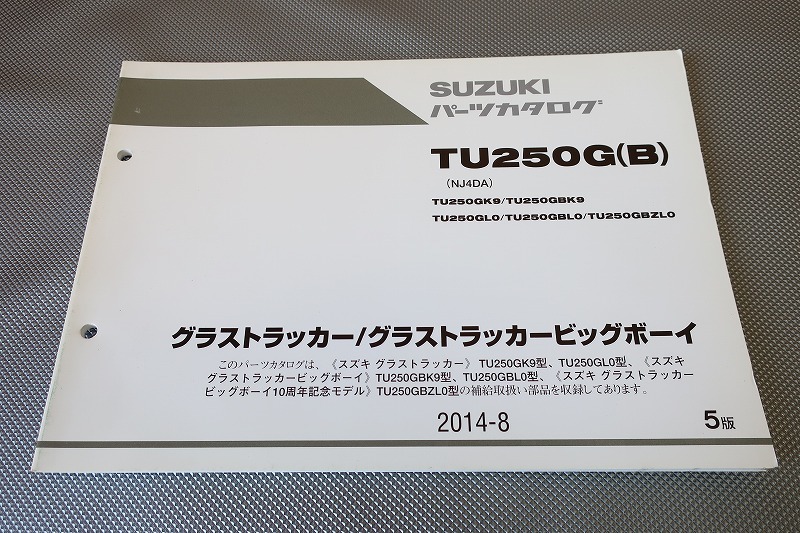 SUZUKI
パーツカタログ
TU250G(B)
(NJ4DA)
TU250GK9/TU250GBK9
TU250GL0/TU250GBL0/TU250GBZL0
グラストラッカー/グラストラッカービッグボーイ
このパーツカタログは、《スズキ グラストラッカー》 TU250GK9型、TU250GL0型、《スズキ
グラストラッカービッグボーイ》TU250GBK9型、TU250GBL0型、《スズキ グラストラッカー
ビッグボーイ10周年記念モデル》TU250GBZL0型の補給取扱い部品を収録してあります。
2014-8
5版